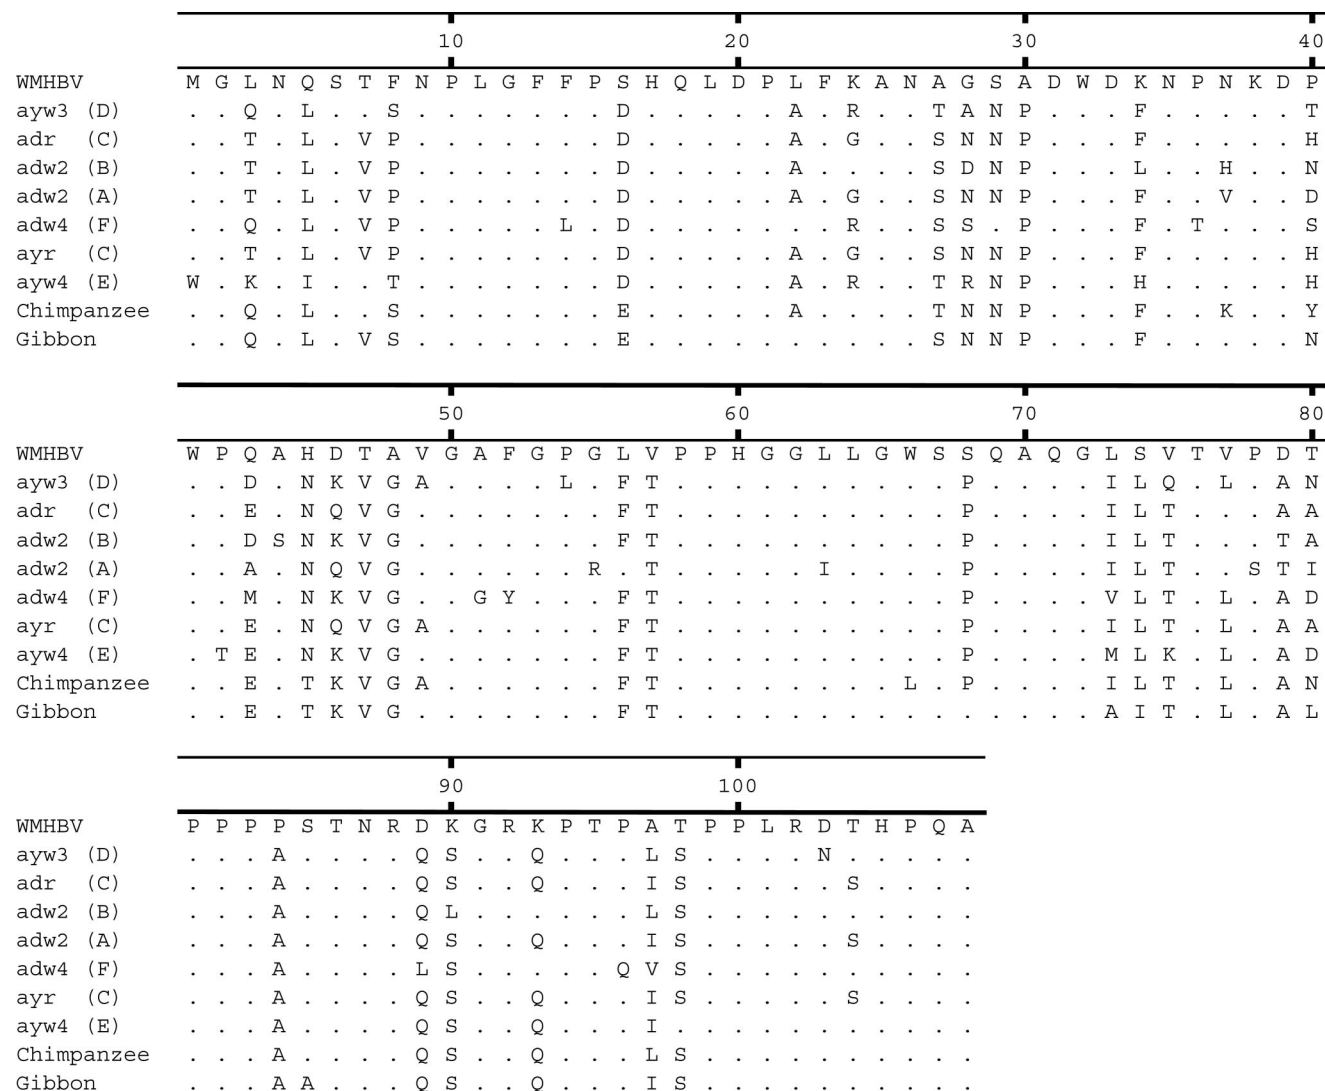 10 20 30 40
WMHBV M G L N Q S T F N P L G F F P S H Q L D P L F K A N A G S A D W D K N P N K D P
ayw3 (D) . . Q . L . . S . . . . . . . D . . . . . A . R . . T A N P . . . F . . . . . T
adr (C) . . T . L . V P . . . . . . . D . . . . . A . G . . S N N P . . . F . . . . . H
adw2 (B) . . T . L . V P . . . . . . . D . . . . . A . . . . S D N P . . . L . . H . . N
adw2 (A) . . T . L . V P . . . . . . . D . . . . . A . G . . S N N P . . . F . . V . . D
adw4 (F) . . Q . L . V P . . . . . L . D . . . . . . . R . . S S . P . . . F . T . . . S
ayr (C) . . T . L . V P . . . . . . . D . . . . . A . G . . S N N P . . . F . . . . . H
ayw4 (E) W . K . I . . T . . . . . . . D . . . . . A . R . . T R N P . . . H . . . . . H
Chimpanzee . . Q . L . . S . . . . . . . E . . . . . A . . . . T N N P . . . F . . K . . Y
Gibbon . . Q . L . V S . . . . . . . E . . . . . . . . . . S N N P . . . F . . . . . N
50 60 70 80
WMHBV W P Q A H D T A V G A F G P G L V P P H G G L L G W S S Q A Q G L S V T V P D T
ayw3 (D) . . D . N K V G A . . . . L . F T . . . . . . . . . . P . . . . I L Q . L . A N
adr (C) . . E . N Q V G . . . . . . . F T . . . . . . . . . . P . . . . I L T . . . A A
adw2 (B) . . D S N K V G . . . . . . . F T . . . . . . . . . . P . . . . I L T . . . T A
adw2 (A) . . A . N Q V G . . . . . . R . T . . . . . I . . . . P . . . . I L T . . S T I
adw4 (F) . . M . N K V G . . G Y . . . F T . . . . . . . . . . P . . . . V L T . L . A D
ayr (C) . . E . N Q V G A . . . . . . F T . . . . . . . . . . P . . . . I L T . L . A A
ayw4 (E) . T E . N K V G . . . . . . . F T . . . . . . . . . . P . . . . M L K . L . A D
Chimpanzee . . E . T K V G A . . . . . . F T . . . . . . . . L . P . . . . I L T . L . A N
Gibbon . . E . T K V G . . . . . . . F T . . . . . . . . . . . . . . . A I T . L . A L
90 100
WMHBV P P P P S T N R D K G R K P T P A T P P L R D T H P Q A
ayw3 (D) . . . A . . . . Q S . . Q . . . L S . . . . N . . . . .
adr (C) . . . A . . . . Q S . . Q . . . I S . . . . . S . . . .
adw2 (B) . . . A . . . . Q L . . . . . . L S . . . . . . . . . .
adw2 (A) . . . A . . . . Q S . . Q . . . I S . . . . . S . . . .
adw4 (F) . . . A . . . . L S . . . . . Q V S . . . . . . . . . .
ayr (C) . . . A . . . . Q S . . Q . . . I S . . . . . S . . . .
ayw4 (E) . . . A . . . . Q S . . Q . . . I . . . . . . . . . . .
Chimpanzee . . . A . . . . Q S . . Q . . . L S . . . . . . . . . .
Gibbon . . . A A . . . Q S . . Q . . . I S . . . . . . . . . .